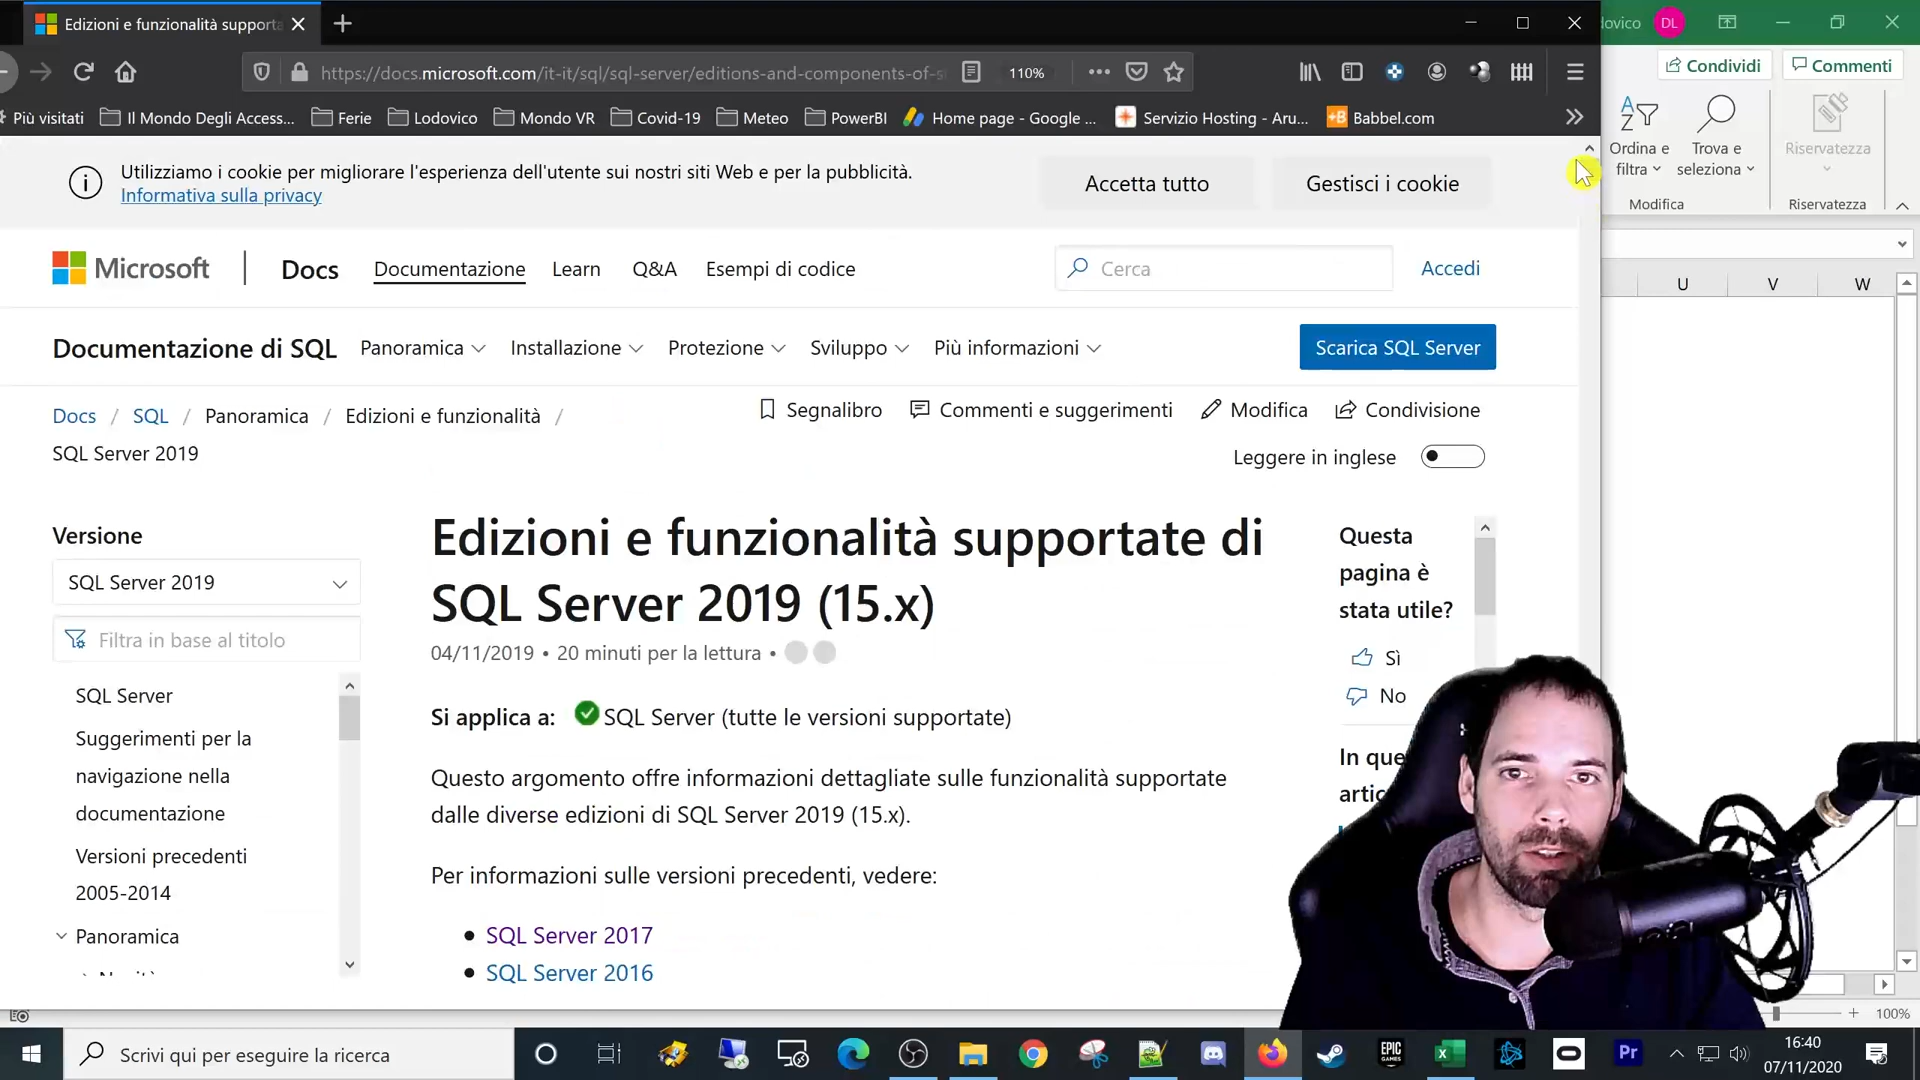 Edizioni e funzionalità supporta
https://docs.microsoft.com/it-it/sql/sql-server/editions-and-components-of-s
110%
dovico DL
Condividi
Commenti
Più visitati
Il Mondo Degli Access...
Ferie
Lodovico
Mondo VR
Covid-19
Meteo
PowerBI
Home page - Google ...
Servizio Hosting - Aru...
Babbel.com
Ordina e
filtra
Trova e
seleziona
Riservatezza
Modifica
Riservatezza
U V W
Utilizziamo i cookie per migliorare l'esperienza dell'utente sui nostri siti Web e per la pubblicità.
Informativa sulla privacy
Accetta tutto
Gestisci i cookie
Microsoft
Docs
Documentazione
Learn
Q&A
Esempi di codice
Cerca
Accedi
Documentazione di SQL
Panoramica
Installazione
Protezione
Sviluppo
Più informazioni
Scarica SQL Server
Docs / SQL / Panoramica / Edizioni e funzionalità /
SQL Server 2019
Segnalibro
Commenti e suggerimenti
Modifica
Condivisione
Leggere in inglese
Versione
SQL Server 2019
Filtra in base al titolo
SQL Server
Suggerimenti per la
navigazione nella
documentazione
Versioni precedenti
2005-2014
Panoramica
Edizioni e funzionalità supportate di
SQL Server 2019 (15.x)
04/11/2019 • 20 minuti per la lettura •
Si applica a: SQL Server (tutte le versioni supportate)
Questo argomento offre informazioni dettagliate sulle funzionalità supportate
dalle diverse edizioni di SQL Server 2019 (15.x).
Per informazioni sulle versioni precedenti, vedere:
• SQL Server 2017
• SQL Server 2016
Questa
pagina è
stata utile?
Sì
No
In que
artic
100%
Scrivi qui per eseguire la ricerca
EPIC
GAMES
Pr
16:40
07/11/2020